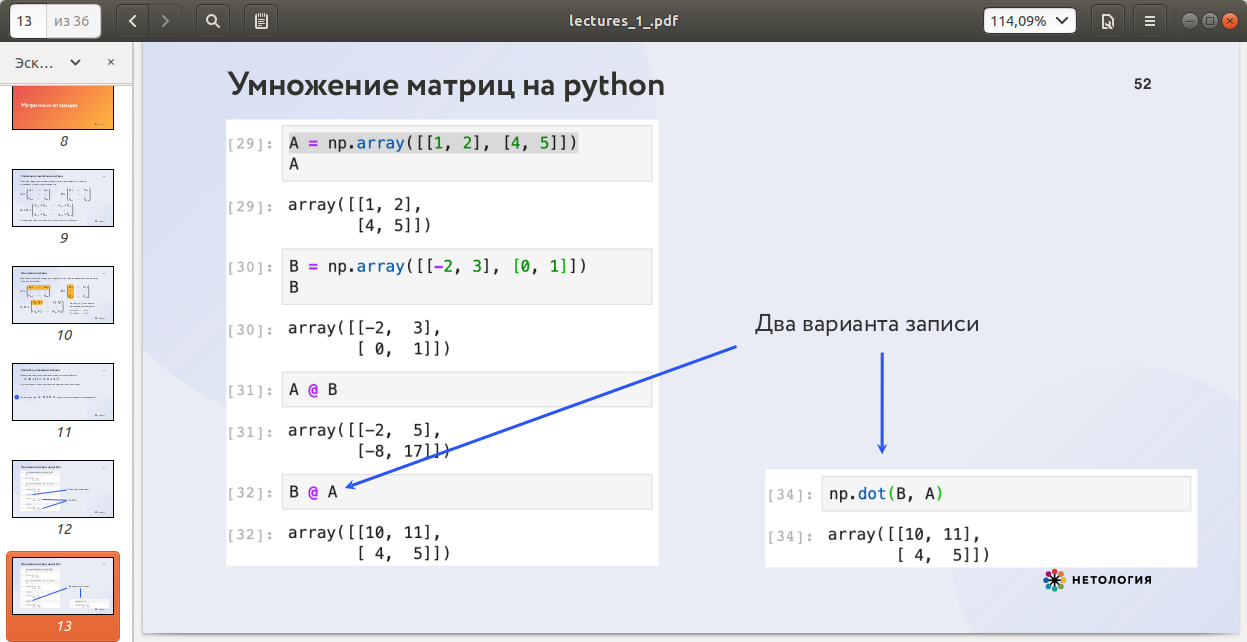 13 из 36
lectures_1_.pdf
114,09%
Эск…
Матричные операции
8
9
10
11
12
13
Умножение матриц на python
52
[29]: A = np.array([[1, 2], [4, 5]])
A
[29]: array([[1, 2],
[4, 5]])
[30]: B = np.array([[-2, 3], [0, 1]])
B
[30]: array([[-2, 3],
[ 0, 1]])
[31]: A @ B
[31]: array([[-2, 5],
[-8, 17]])
[32]: B @ A
[32]: array([[10, 11],
[ 4, 5]])
Два варианта записи
[34]: np.dot(B, A)
[34]: array([[10, 11],
[ 4, 5]])
НЕТОЛОГИЯ